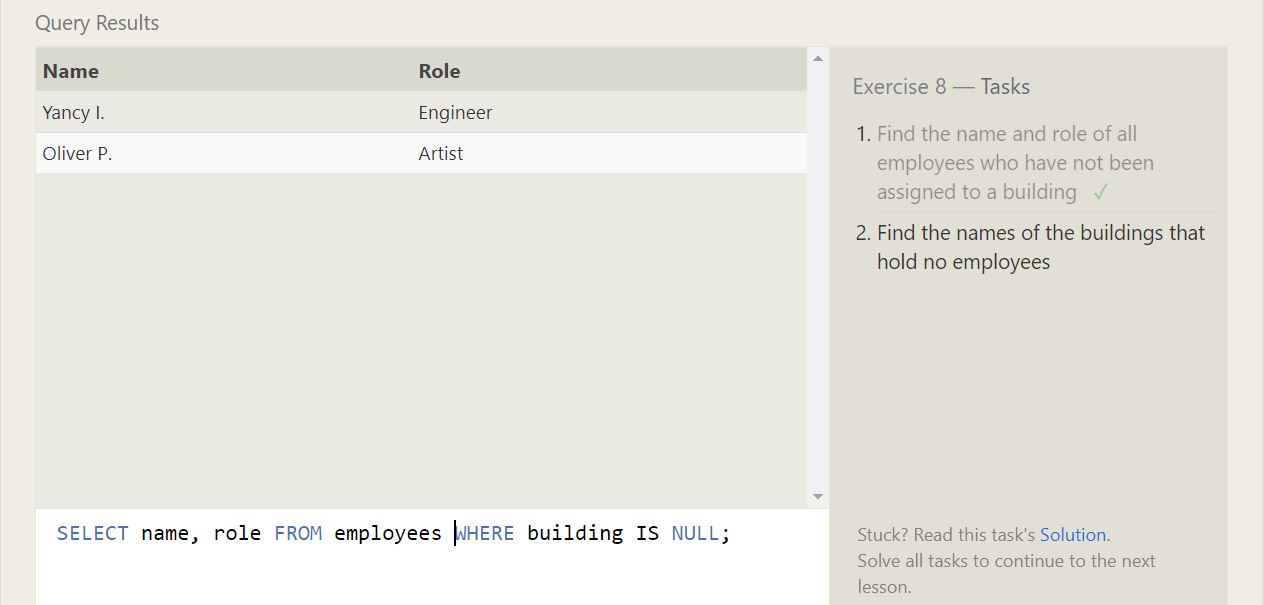 Query Results
Name Role
Yancy I. Engineer
Oliver P. Artist
SELECT name, role FROM employees WHERE building IS NULL;
Exercise 8 — Tasks
1. Find the name and role of all
employees who have not been
assigned to a building ✓
2. Find the names of the buildings that
hold no employees
Stuck? Read this task's Solution.
Solve all tasks to continue to the next
lesson.